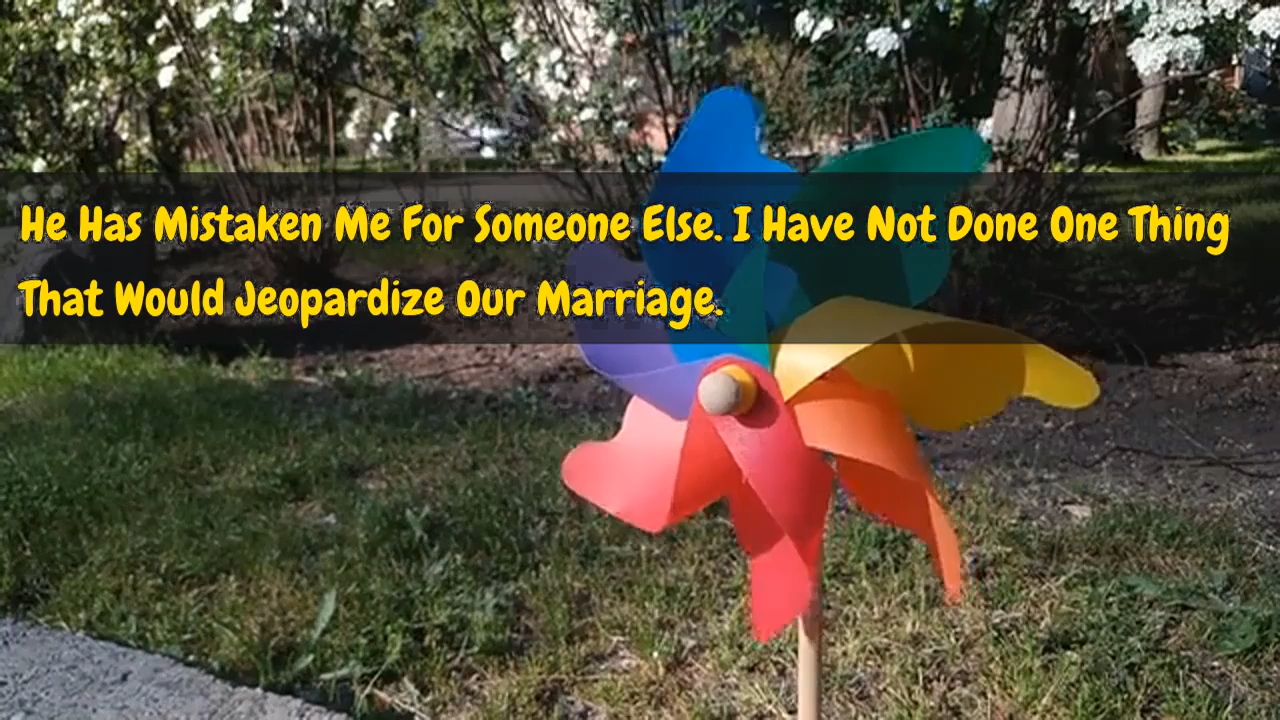 He Has Mistaken Me For Someone Else. I Have Not Done One Thing
That Would Jeopardize Our Marriage.